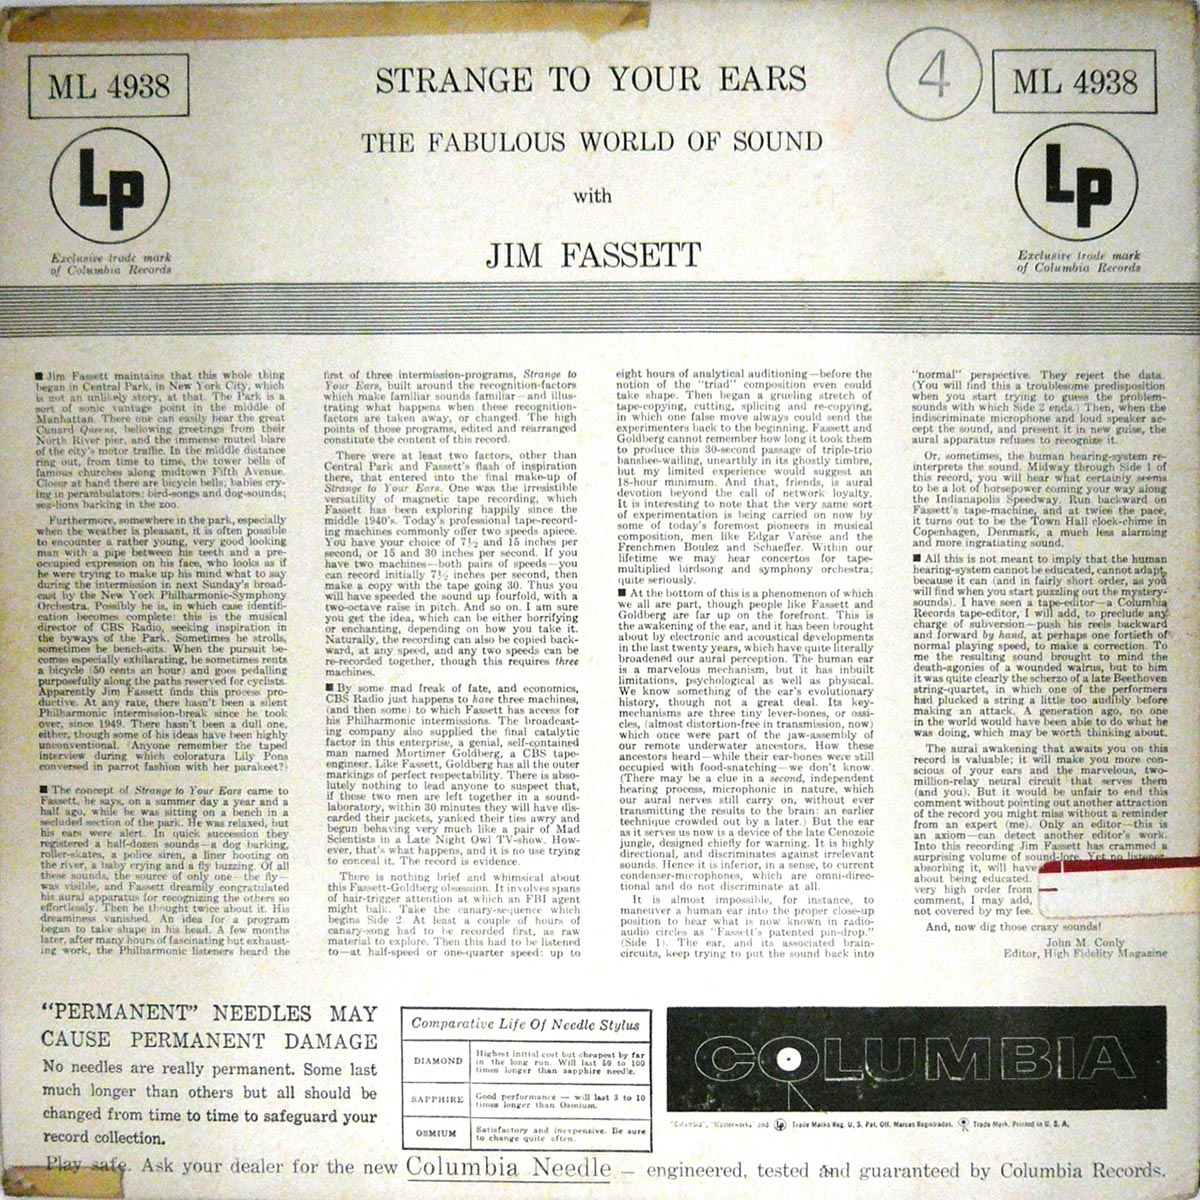 ML 4938
STRANGE TO YOUR EARS
4
ML 4938
THE FABULOUS WORLD OF SOUND
with
JIM FASSETT
Lp
Exclusive trade mark
of Columbia Records
Lp
Exclusive trade mark
of Columbia Records
■ Jim Fassett maintains that this whole thing
began in Central Park, in New York City, which
is not an unlikely story, at that. The Park is a
sort of sonic vantage point in the middle of
Manhattan. There one can easily hear the great
Cunard Queens, bellowing greetings from their
North River pier, and the immense muted blare
of the city's motor traffic. In the middle distance
ring out, from time to time, the tower bells of
famous churches along midtown Fifth Avenue.
Closer at hand there are bicycle bells; babies cry-
ing in perambulators; bird-songs and dog-sounds;
sea-lions barking in the zoo.
Furthermore, somewhere in the park, especially
when the weather is pleasant, it is often possible
to encounter a rather young, very good looking
man with a pipe between his teeth and a pre-
occupied expression on his face, who looks as if
he were trying to make up his mind what to say
during the intermission in next Sunday's broad-
cast by the New York Philharmonic-Symphony
Orchestra. Possibly he is, in which case identifi-
cation becomes complete: this is the musical
director of CBS Radio, seeking inspiration in
the byways of the Park. Sometimes he strolls,
sometimes he bench-sits. When the pursuit be-
comes especially exhilarating, he sometimes rents
a bicycle (50 cents an hour) and goes pedalling
purposefully along the paths reserved for cyclists.
Apparently Jim Fassett finds this process pro-
ductive. At any rate, there hasn't been a silent
Philharmonic intermission-break since he took
over, since 1949. There hasn't been a dull one,
either, though some of his ideas have been highly
unconventional. (Anyone remember the taped
interview during which coloratura Lily Pons
conversed in parrot fashion with her parakeet?)
■ The concept of Strange to Your Ears came to
Fassett, he says, on a summer day a year and a
half ago, while he was sitting on a bench in a
secluded section of the park. He was relaxed, but
his ears were alert. In quick succession they
registered a half-dozen sounds—a dog barking,
roller-skates, a police siren, a liner hooting on
the river, a baby crying and a fly buzzing. Of all
these sounds, the source of only one—the fly—
was visible, and Fassett dreamily congratulated
his aural apparatus for recognizing the others so
effortlessly. Then he thought twice about it. His
dreaminess vanished. An idea for a program
began to take shape in his head. A few months
later, after many hours of fascinating but exhaust-
ing work, the Philharmonic listeners heard the
first of three intermission-programs, Strange to
Your Ears, built around the recognition-factors
which make familiar sounds familiar—and illus-
trating what happens when these recognition-
factors are taken away, or changed. The high
points of those programs, edited and rearranged
constitute the content of this record.
There were at least two factors, other than
Central Park and Fassett's flash of inspiration
there, that entered into the final make-up of
Strange to Your Ears. One was the irresistible
versatility of magnetic tape recording, which
Fassett has been exploring happily since the
middle 1940's. Today's professional tape-record-
ing machines commonly offer two speeds apiece.
You have your choice of 7½ and 15 inches per
second, or 15 and 30 inches per second. If you
have two machines—both pairs of speeds—you
can record initially 7½ inches per second, then
make a copy with the tape going 30. Thus you
will have speeded the sound up fourfold, with a
two-octave raise in pitch. And so on. I am sure
you get the idea, which can be either horrifying
or enchanting, depending on how you take it.
Naturally, the recording can also be copied back-
ward, at any speed, and any two speeds can be
re-recorded together, though this requires three
machines.
■ By some mad freak of fate, and economics,
CBS Radio just happens to have three machines,
(and then some) to which Fassett has access for
his Philharmonic intermissions. The broadcast-
ing company also supplied the final catalytic
factor in this enterprise, a genial, self-contained
man named Mortimer Goldberg, a CBS tape-
engineer. Like Fassett, Goldberg has all the outer
markings of perfect respectability. There is abso-
lutely nothing to lead anyone to suspect that,
if these two men are left together in a sound-
laboratory, within 30 minutes they will have dis-
carded their jackets, yanked their ties awry and
begun behaving very much like a pair of Mad
Scientists in a Late Night Owl TV-show. How-
ever, that's what happens, and it is no use trying
to conceal it. The record is evidence.
There is nothing brief and whimsical about
this Fassett-Goldberg obsession. It involves spans
of hair-trigger attention at which an FBI agent
might balk. Take the canary-sequence which
begins Side 2. At least a couple of hours of
canary-song had to be recorded first, as raw
material to explore. Then this had to be listened
to—at half-speed or one-quarter speed: up to
eight hours of analytical auditioning—before the
notion of the "triad" composition even could
take shape. Then began a grueling stretch of
tape-copying, cutting, splicing and re-copying,
in which one false move always could send the
experimenters back to the beginning. Fassett and
Goldberg cannot remember how long it took them
to produce this 30-second passage of triple-trio
banshee-wailing, unearthly in its ghostly timbre,
but my limited experience would suggest an
18-hour minimum. And that, friends, is aural
devotion beyond the call of network loyalty.
It is interesting to note that the very same sort
of experimentation is being carried on now by
some of today's foremost pioneers in musical
composition, men like Edgar Varèse and the
Frenchmen Boulez and Schaeffer. Within our
lifetime we may hear concertos for tape-
multiplied birdsong and symphony orchestra;
quite seriously.
■ At the bottom of this is a phenomenon of which
we all are part, though people like Fassett and
Goldberg are far up on the forefront. This is
the awakening of the ear, and it has been brought
about by electronic and acoustical developments
in the last twenty years, which have quite literally
broadened our aural perception. The human ear
is a marvelous mechanism, but it has inbuilt
limitations, psychological as well as physical.
We know something of the ear's evolutionary
history, though not a great deal. Its key-
mechanisms are three tiny lever-bones, or ossi-
cles, (almost distortion-free in transmission, now)
which once were part of the jaw-assembly of
our remote underwater ancestors. How these
ancestors heard—while their ear-bones were still
occupied with food-snatching—we don't know.
(There may be a clue in a second, independent
hearing process, microphonic in nature, which
our aural nerves still carry on, without ever
transmitting the results to the brain: an earlier
technique crowded out by a later.) But the ear
as it serves us now is a device of the late Cenozoic
jungle, designed chiefly for warning. It is highly
directional, and discriminates against irrelevant
sounds. Hence it is inferior, in a sense, to current
condenser-microphones, which are omni-direc-
tional and do not discriminate at all.
It is almost impossible, for instance, to
maneuver a human ear into the proper close-up
position to hear what is now known in radio-
audio circles as "Fassett's patented pin-drop."
(Side 1). The ear, and its associated brain-
circuits, keep trying to put the sound back into
"normal" perspective. They reject the data.
(You will find this a troublesome predisposition
when you start trying to guess the problem-
sounds with which Side 2 ends.) Then, when the
indiscriminate microphone and loud speaker ac-
cept the sound, and present it in new guise, the
aural apparatus refuses to recognize it.
Or, sometimes, the human hearing-system re-
interprets the sound. Midway through Side 1 of
this record, you will hear what certainly seems
to be a lot of horsepower coming your way along
the Indianapolis Speedway. Run backward on
Fassett's tape-machine, and at twice the pace,
it turns out to be the Town Hall clock-chime in
Copenhagen, Denmark, a much less alarming
and more ingratiating sound.
■ All this is not meant to imply that the human
hearing-system cannot be educated, cannot adapt,
because it can (and in fairly short order, as you
will find when you start puzzling out the mystery-
sounds). I have seen a tape-editor—a Columbia
Records tape-editor, I will add, to preclude any
charge of subversion—push his reels backward
and forward by hand, at perhaps one fortieth of
normal playing speed, to make a correction. To
me the resulting sound brought to mind the
death-agonies of a wounded walrus, but to him
it was quite clearly the scherzo of a late Beethoven
string-quartet, in which one of the performers
had plucked a string a little too audibly before
making an attack. A generation ago, no one
in the world would have been able to do what he
was doing, which may be worth thinking about.
The aural awakening that awaits you on this
record is valuable; it will make you more con-
scious of your ears and the marvelous, two-
million-relay neural circuit that serves them
(and you). But it would be unfair to end this
comment without pointing out another attraction
of the record you might miss without a reminder
from an expert (me). Only an editor—this is
an axiom—can detect another editor's work.
Into this recording Jim Fassett has crammed a
surprising volume of sound-lore. Yet no listener,
absorbing it, will have
about being educated.
very high order from
comment, I may add,
not covered by my fee.
And, now dig those crazy sounds!
John M. Conly
Editor, High Fidelity Magazine
"PERMANENT" NEEDLES MAY
CAUSE PERMANENT DAMAGE
No needles are really permanent. Some last
much longer than others but all should be
changed from time to time to safeguard your
record collection.
Comparative Life Of Needle Stylus
DIAMOND
Highest initial cost but cheapest by far
in the long run. Will last 50 to 100
times longer than sapphire needle.
SAPPHIRE
Good performance — will last 3 to 10
times longer than Osmium.
OSMIUM
Satisfactory and inexpensive. Be sure
to change quite often.
COLUMBIA
"Columbia", "Masterworks" and Lp Trade Marks Reg. U. S. Pat. Off. Marcas Registradas. Trade Mark. Printed in U. S. A.
Play safe. Ask your dealer for the new Columbia Needle — engineered, tested and guaranteed by Columbia Records.